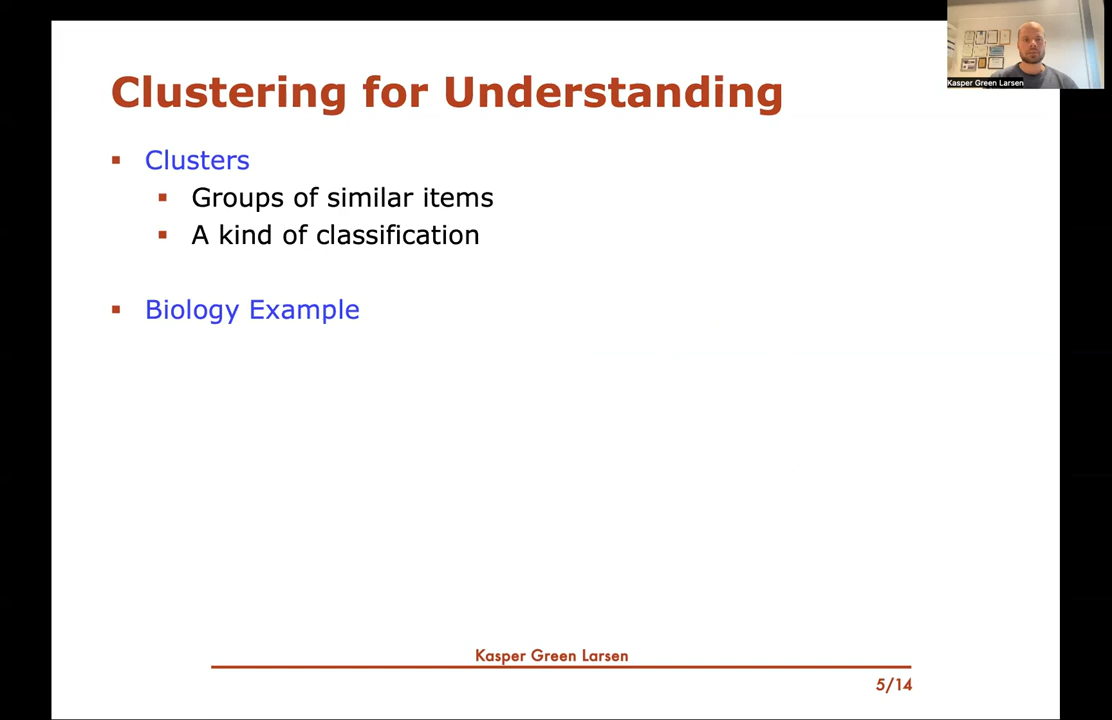 Clustering for Understanding
Kasper Green Larsen
Clusters
Groups of similar items
A kind of classification
Biology Example
Kasper Green Larsen
5/14